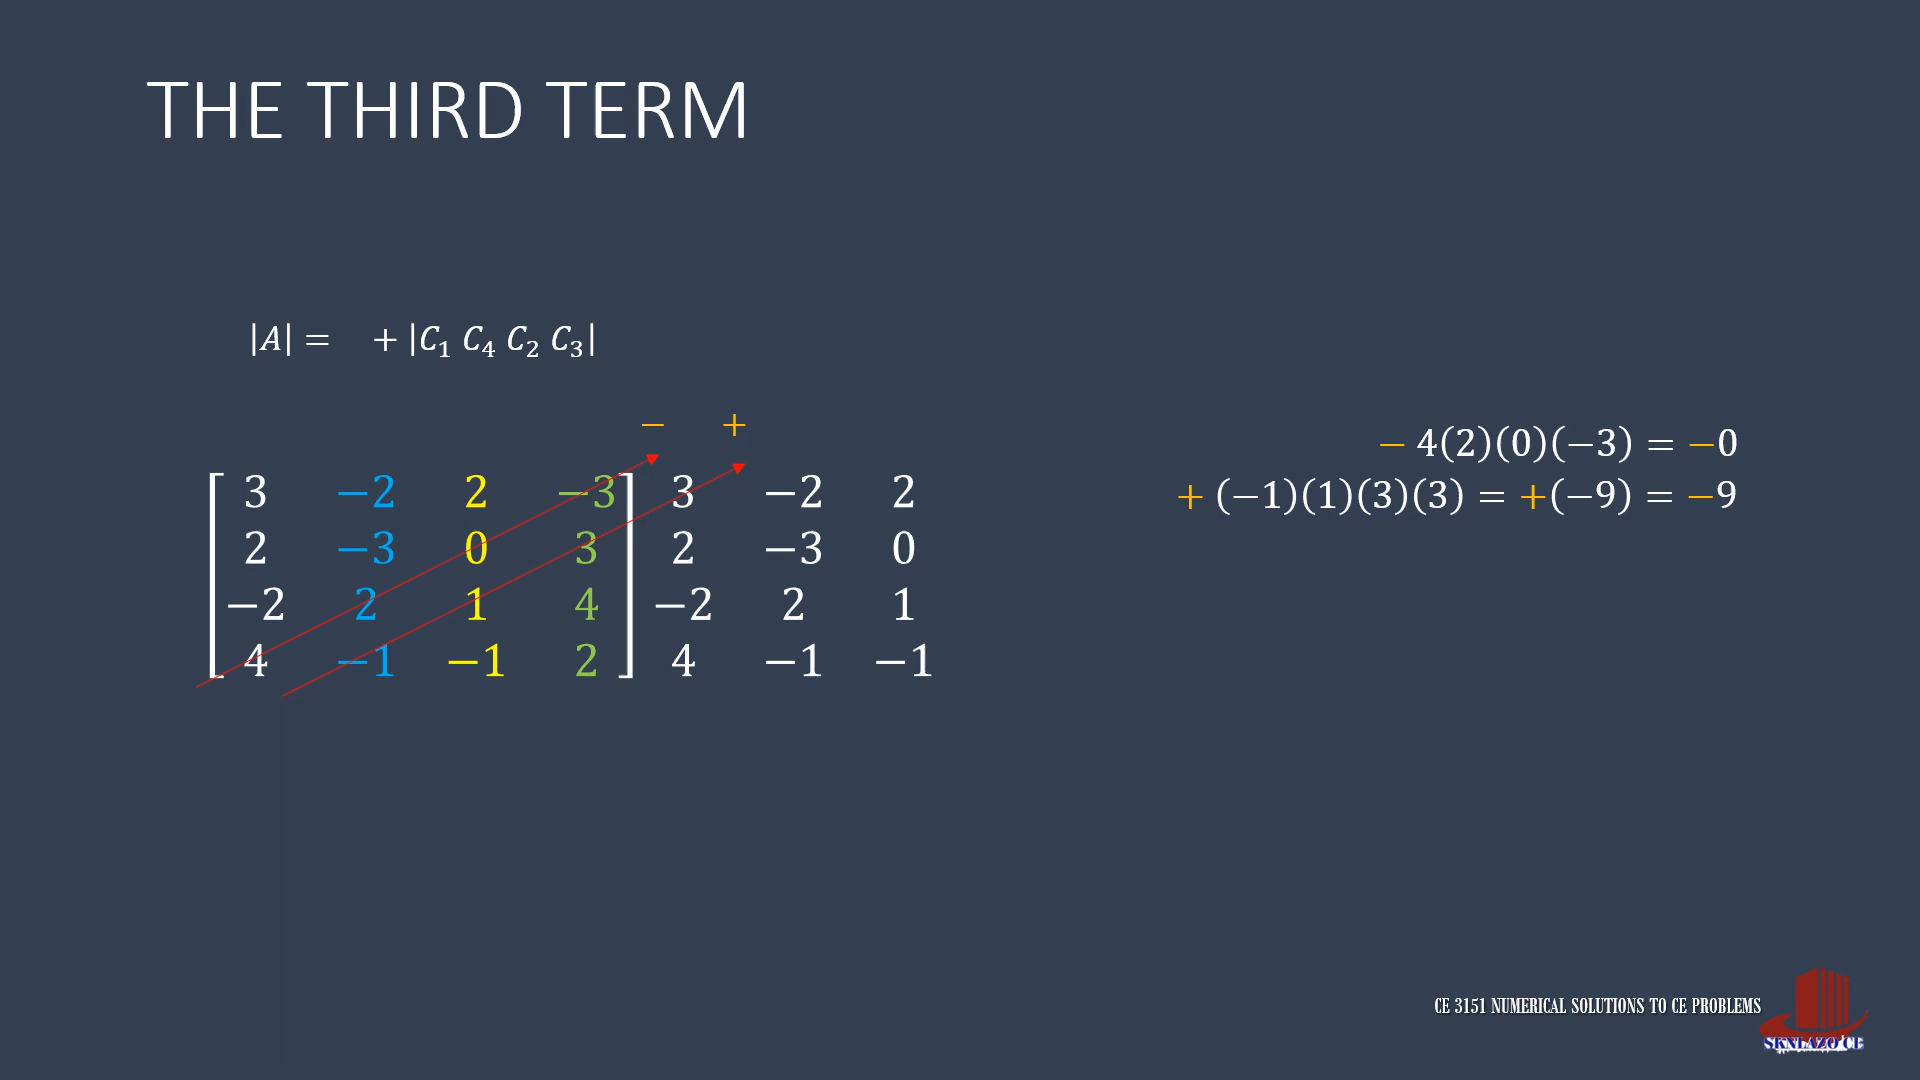 THE THIRD TERM
|A| = + |C₁ C₄ C₂ C₃|
− +
3 −2 2 −3 3 −2 2
2 −3 0 3 2 −3 0
−2 2 1 4 −2 2 1
4 −1 −1 2 4 −1 −1
− 4(2)(0)(−3) = −0
+ (−1)(1)(3)(3) = +(−9) = −9
CE 3151 NUMERICAL SOLUTIONS TO CE PROBLEMS
SKNLAZO CE